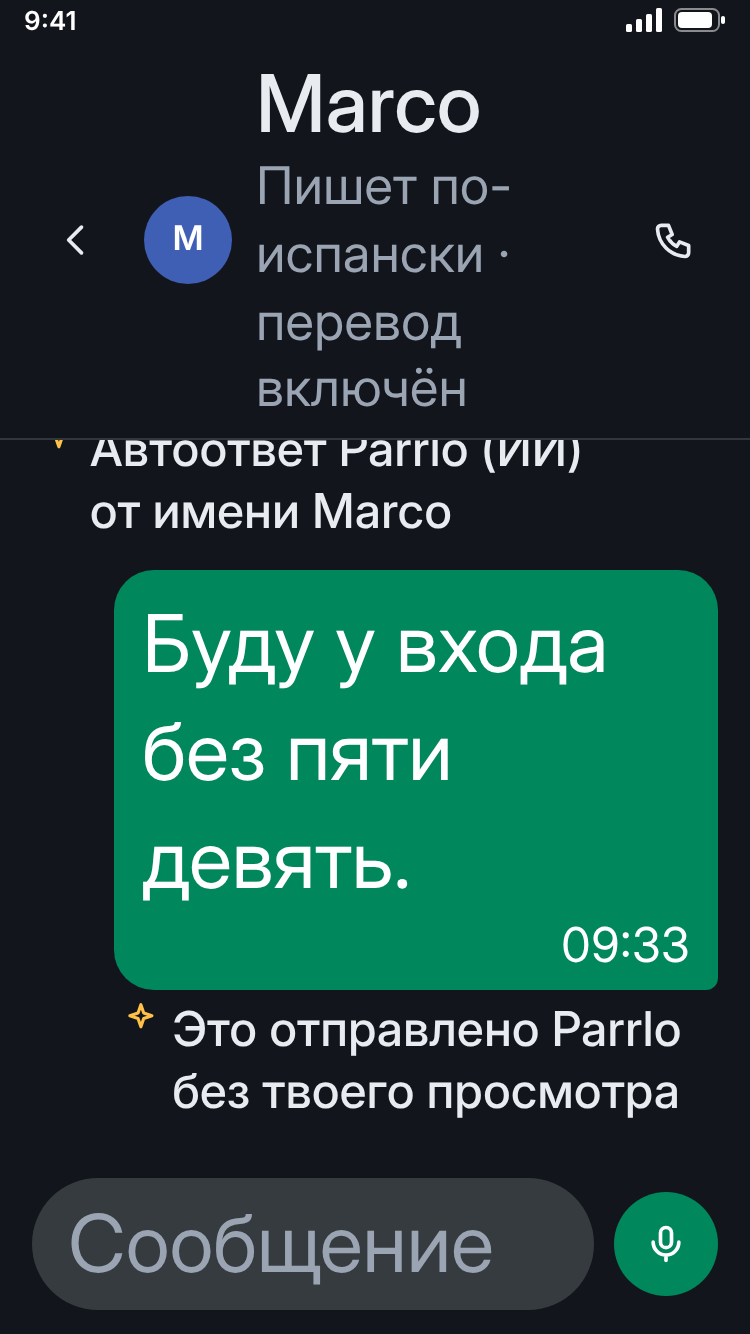 9:41
Marco
Пишет по-
испански ·
перевод
включён
M
Автоответ Parrlo (ИИ)
от имени Marco
Буду у входа
без пяти
девять.
09:33
Это отправлено Parrlo
без твоего просмотра
Сообщение